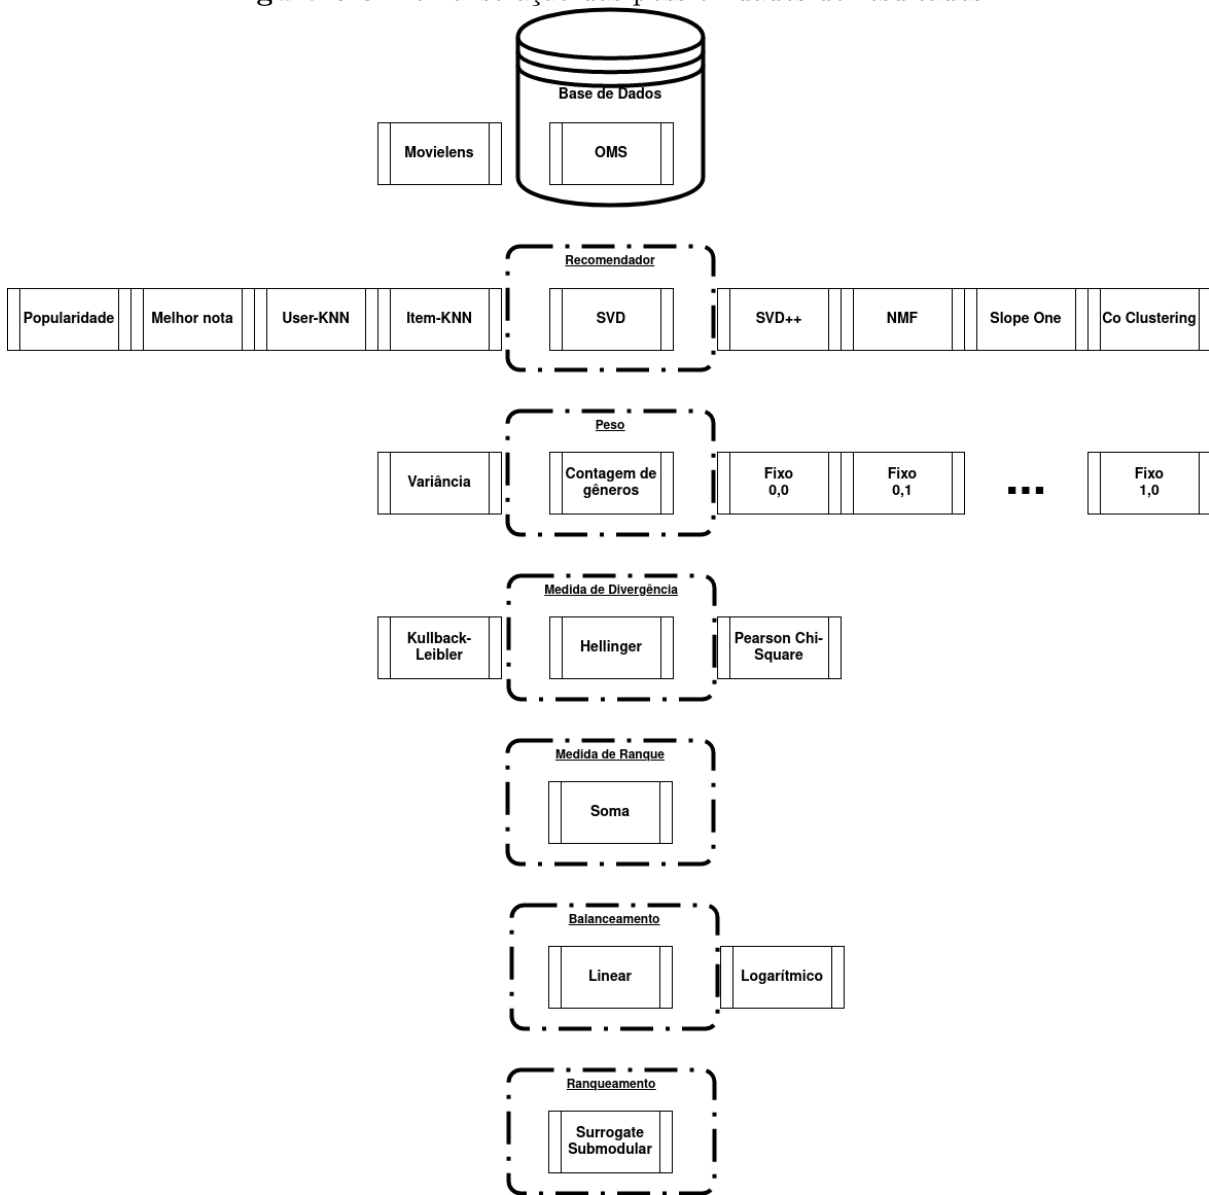 Base de Dados
Movielens
OMS
Recomendador
Popularidade
Melhor nota
User-KNN
Item-KNN
SVD
SVD++
NMF
Slope One
Co Clustering
Peso
Variância
Contagem de
gêneros
Fixo
0,0
Fixo
0,1
...
Fixo
1,0
Medida de Divergência
Kullback-
Leibler
Hellinger
Pearson Chi-
Square
Medida de Ranque
Soma
Balanceamento
Linear
Logarítmico
Ranqueamento
Surrogate
Submodular